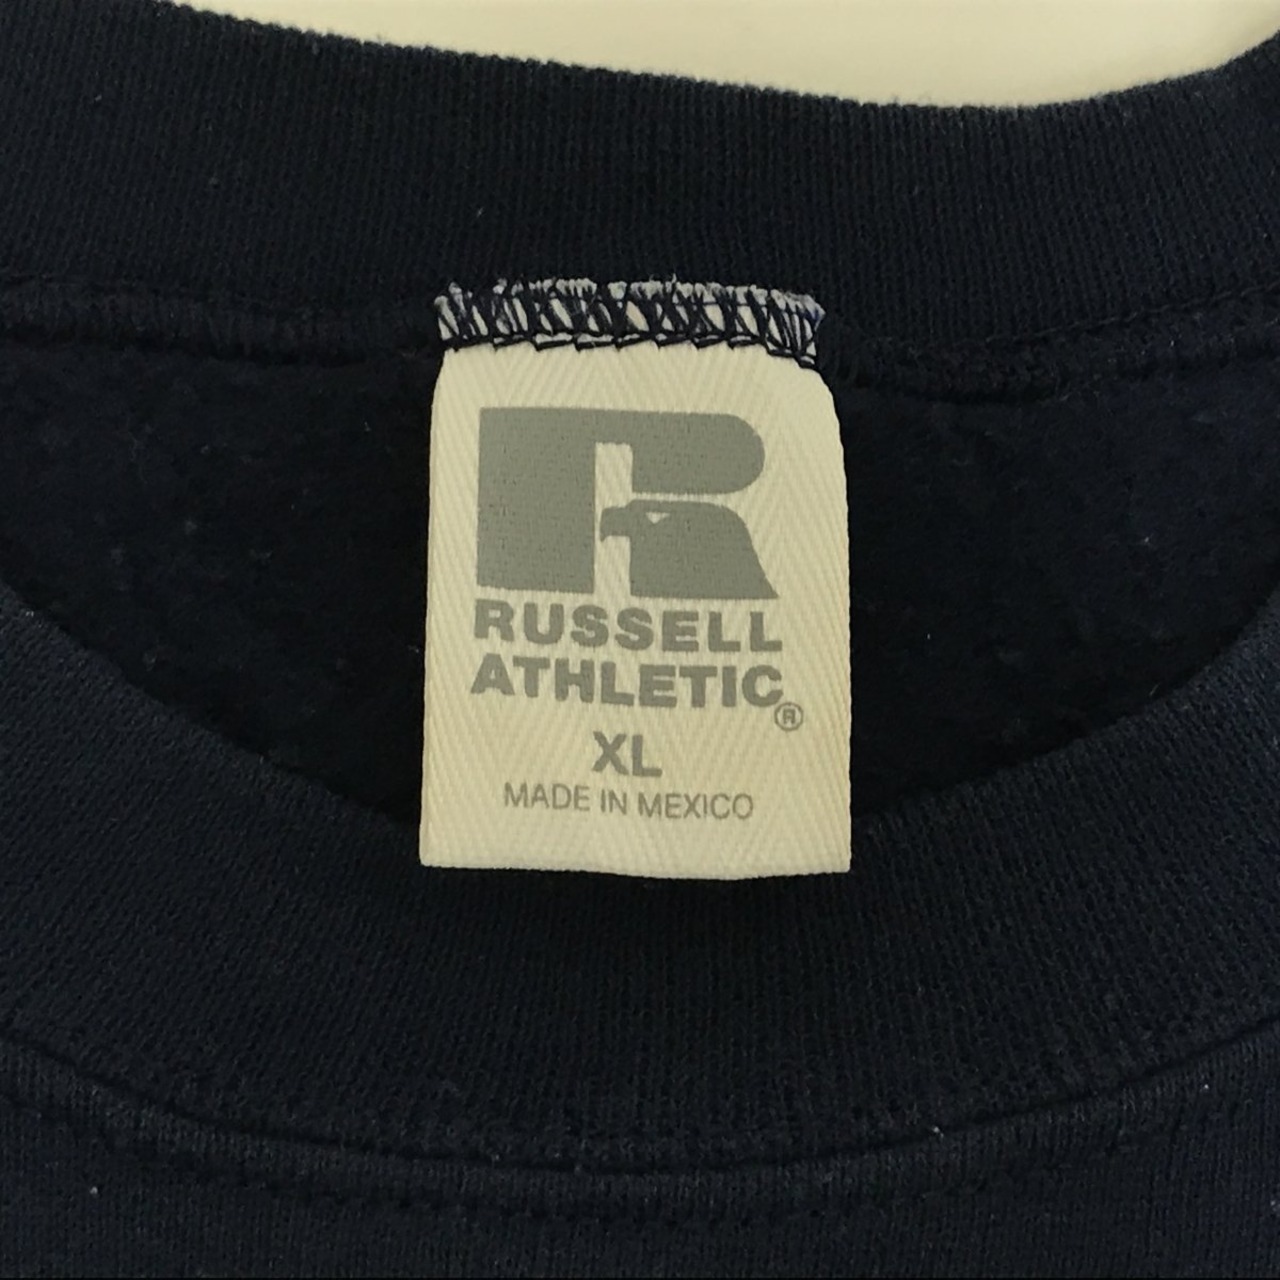 R
RUSSELL
ATHLETIC®
XL
MADE IN MEXICO